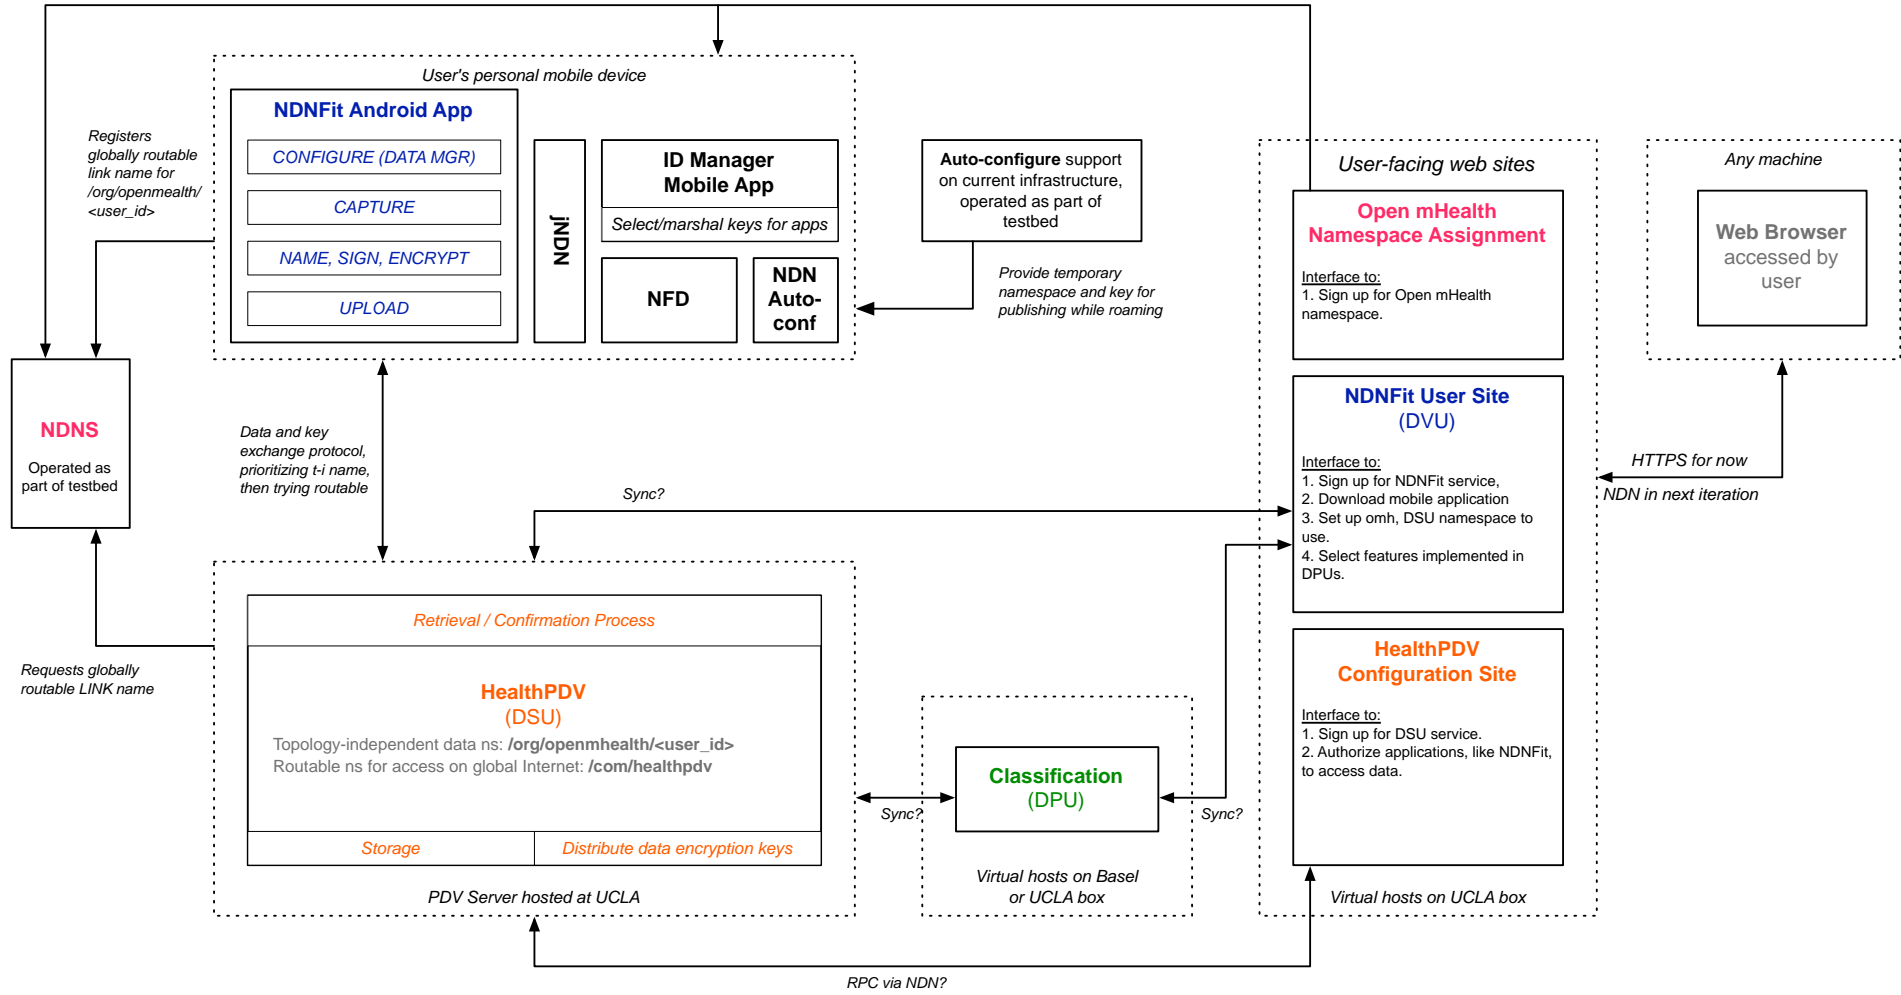 User's personal mobile device
NDNFit Android App
CONFIGURE (DATA MGR)
CAPTURE
NAME, SIGN, ENCRYPT
UPLOAD
jNDN
ID Manager
Mobile App
Select/marshal keys for apps
NFD
NDN
Auto-
conf
Registers
globally routable
link name for
/org/openmealth/
<user_id>
Auto-configure support
on current infrastructure,
operated as part of
testbed
Provide temporary
namespace and key for
publishing while roaming
User-facing web sites
Open mHealth
Namespace Assignment
Interface to:
1. Sign up for Open mHealth
namespace.
Any machine
Web Browser
accessed by
user
NDNS
Operated as
part of testbed
Data and key
exchange protocol,
prioritizing t-i name,
then trying routable
Sync?
NDNFit User Site
(DVU)
Interface to:
1. Sign up for NDNFit service,
2. Download mobile application
3. Set up omh, DSU namespace to
use.
4. Select features implemented in
DPUs.
HTTPS for now
NDN in next iteration
Requests globally
routable LINK name
Retrieval / Confirmation Process
HealthPDV
(DSU)
Topology-independent data ns: /org/openmhealth/<user_id>
Routable ns for access on global Internet: /com/healthpdv
Storage
Distribute data encryption keys
PDV Server hosted at UCLA
Sync?
Classification
(DPU)
Sync?
Virtual hosts on Basel
or UCLA box
HealthPDV
Configuration Site
Interface to:
1. Sign up for DSU service.
2. Authorize applications, like NDNFit,
to access data.
Virtual hosts on UCLA box
RPC via NDN?